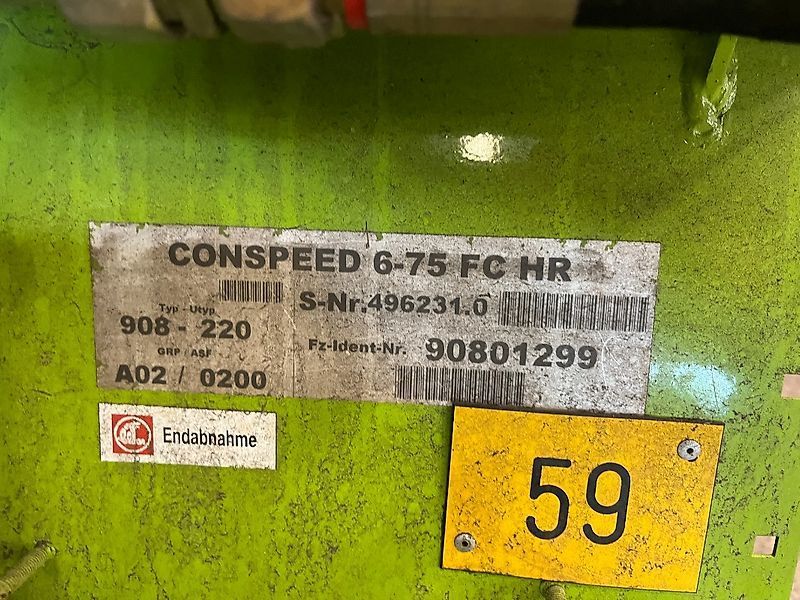 CONSPEED 6-75 FC HR
S-Nr.496231.0
Typ - Utyp
908 - 220
Fz-Ident-Nr. 90801299
GRP / ASF
A02 / 0200
Endabnahme
59